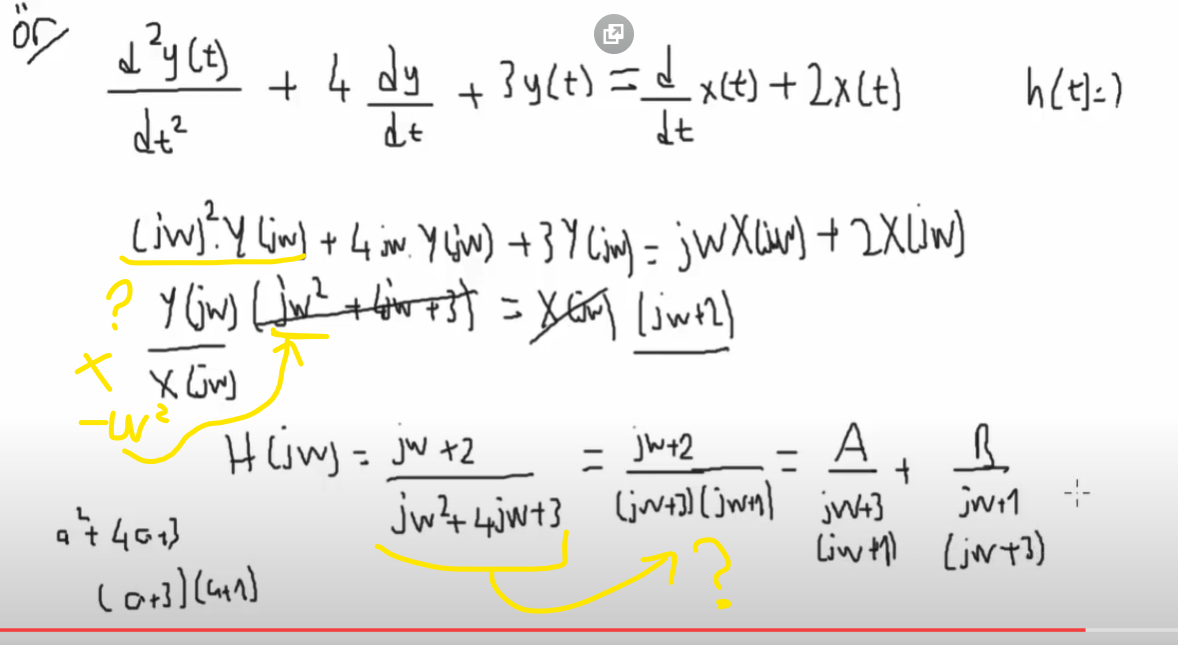 ör/
d²y(t)/dt² + 4 dy/dt + 3y(t) = d/dt x(t) + 2x(t) h(t)=?
(jw)².Y(jw) + 4jw.Y(jw) + 3Y(jw) = jwX(jw) + 2X(jw)
? Y(jw)/X(jw) (jw² + 4jw+3) = X(jw) (jw+2)
x
-w²
H(jw) = jw+2/jw²+4jw+3 = jw+2/(jw+3)(jw+1) = A/jw+3 + B/jw+1
(jw+1) (jw+3)
?
a²+4a+3
(a+3)(a+1)